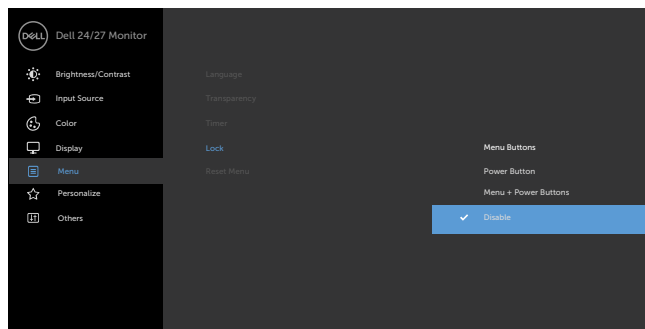 DELL Dell 24/27 Monitor
Brightness/Contrast
Input Source
Color
Display
Menu
Personalize
Others
Language
Transparency
Timer
Lock
Reset Menu
Menu Buttons
Power Button
Menu + Power Buttons
Disable